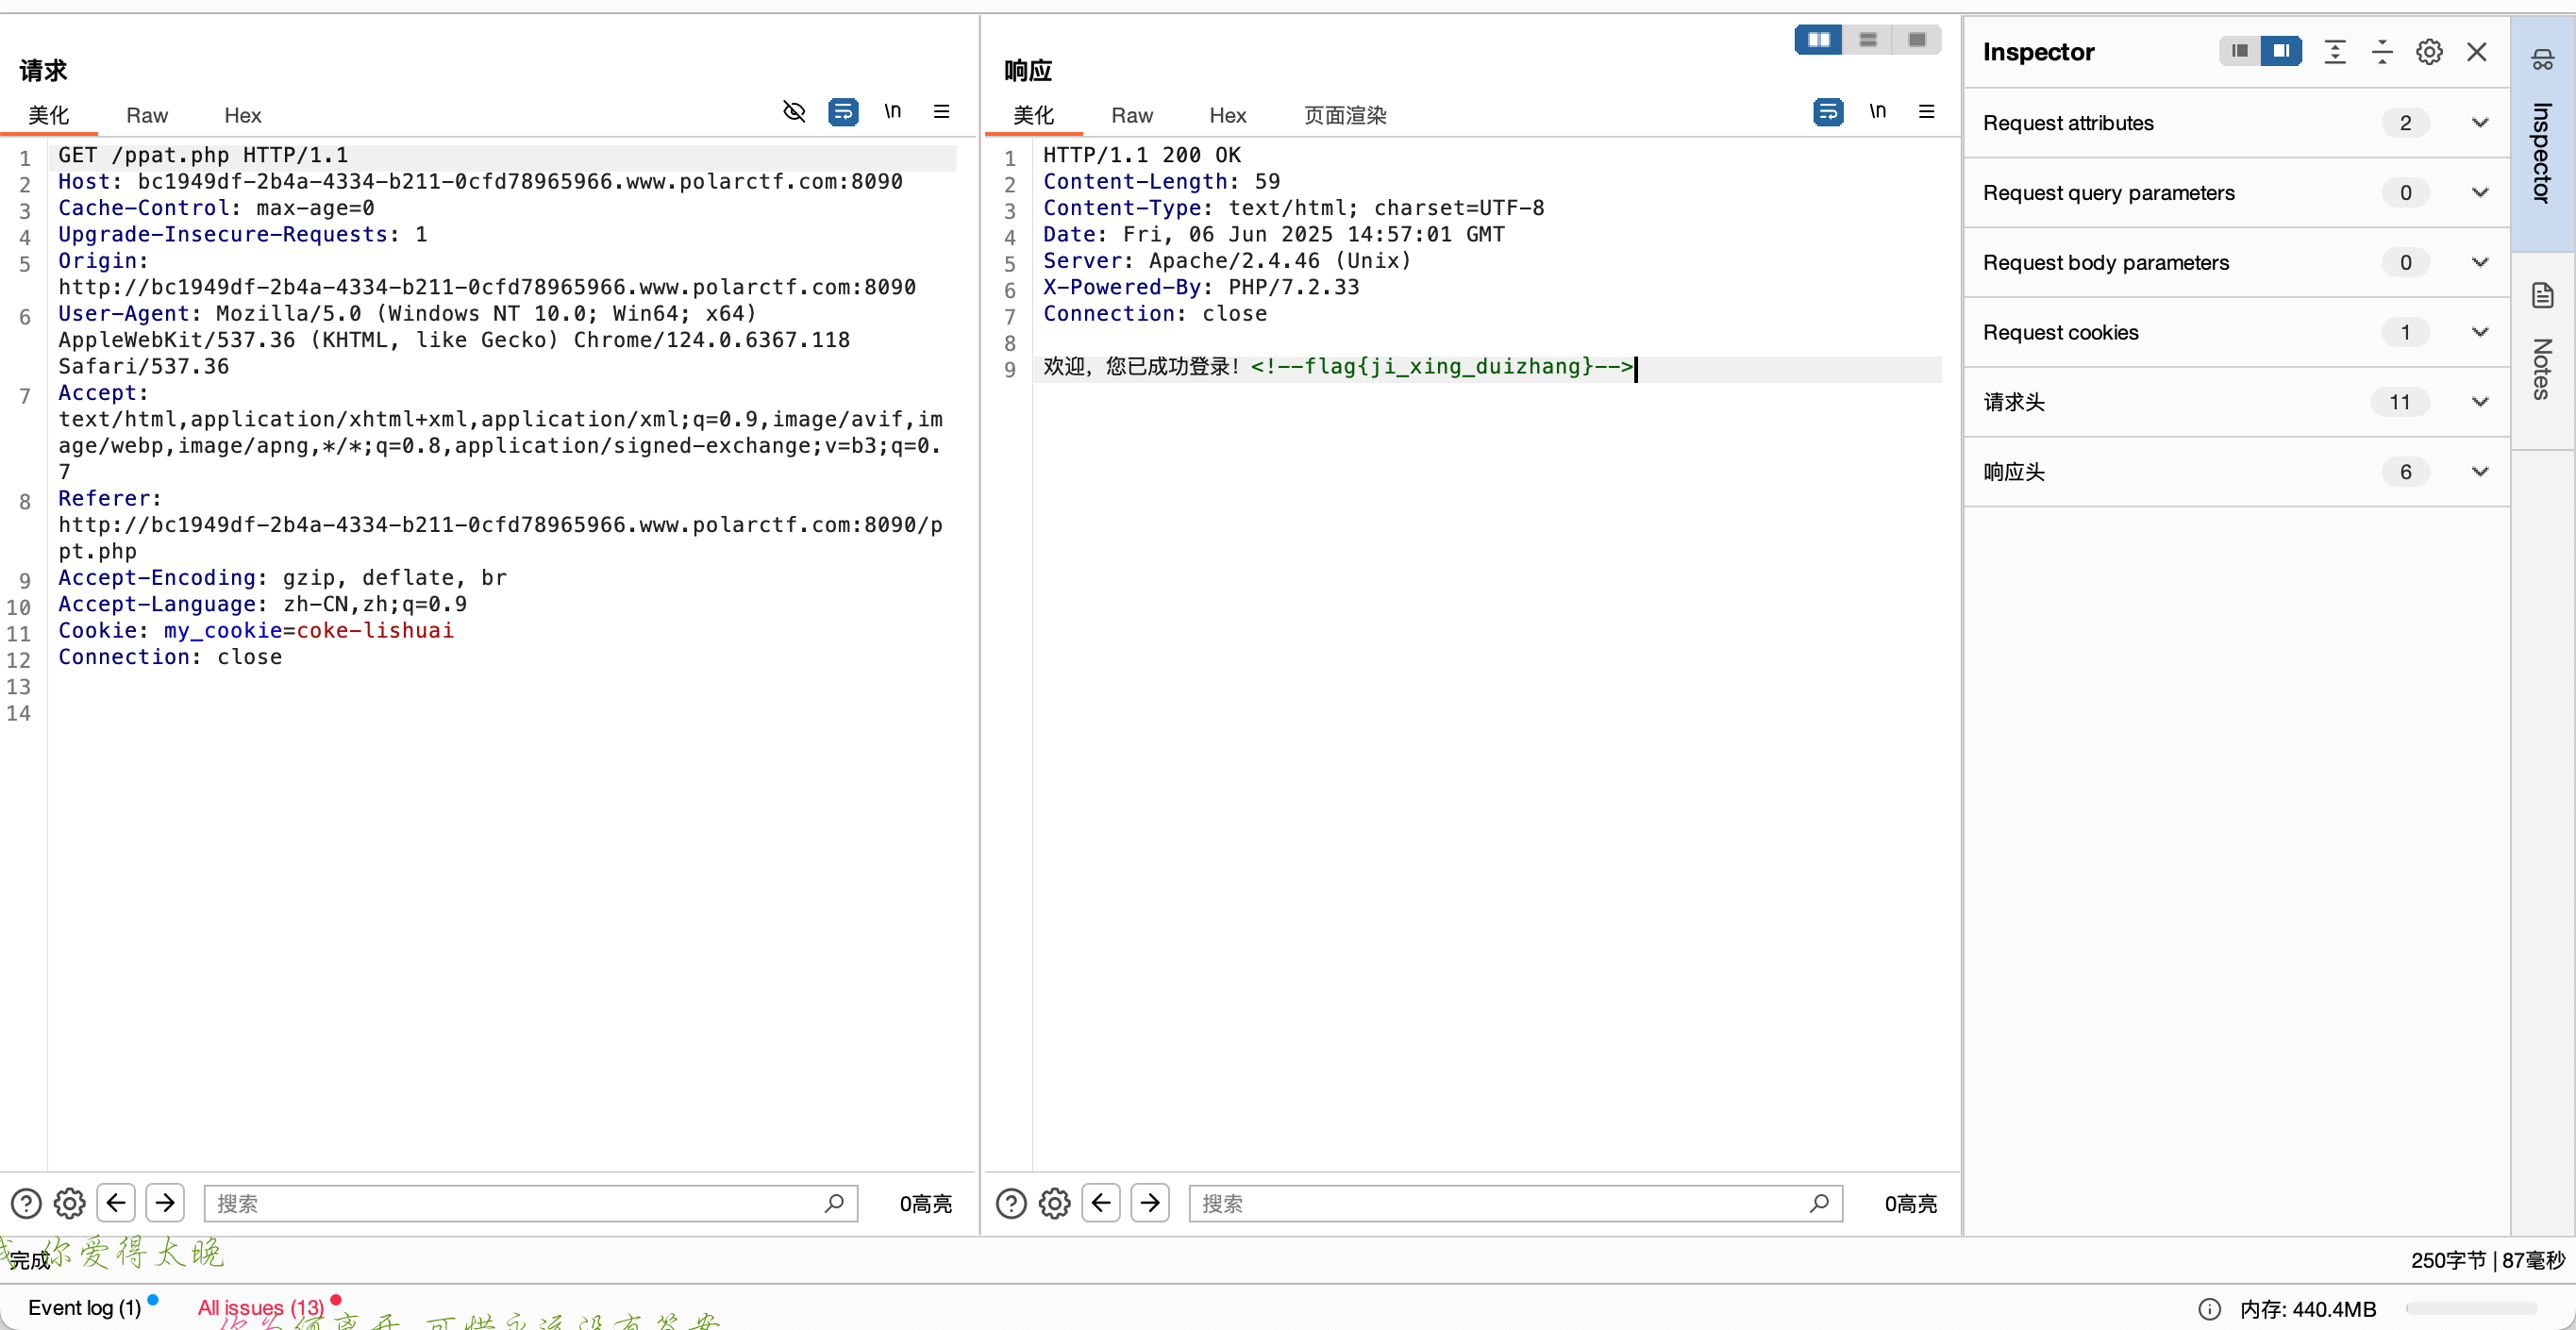 请求
美化 Raw Hex \n
1 GET /ppat.php HTTP/1.1
2 Host: bc1949df-2b4a-4334-b211-0cfd78965966.www.polarctf.com:8090
3 Cache-Control: max-age=0
4 Upgrade-Insecure-Requests: 1
5 Origin:
http://bc1949df-2b4a-4334-b211-0cfd78965966.www.polarctf.com:8090
6 User-Agent: Mozilla/5.0 (Windows NT 10.0; Win64; x64)
AppleWebKit/537.36 (KHTML, like Gecko) Chrome/124.0.6367.118
Safari/537.36
7 Accept:
text/html,application/xhtml+xml,application/xml;q=0.9,image/avif,im
age/webp,image/apng,*/*;q=0.8,application/signed-exchange;v=b3;q=0.
7
8 Referer:
http://bc1949df-2b4a-4334-b211-0cfd78965966.www.polarctf.com:8090/p
pt.php
9 Accept-Encoding: gzip, deflate, br
10 Accept-Language: zh-CN,zh;q=0.9
11 Cookie: my_cookie=coke-lishuai
12 Connection: close
13
14
搜索 0高亮
响应
美化 Raw Hex 页面渲染 \n
1 HTTP/1.1 200 OK
2 Content-Length: 59
3 Content-Type: text/html; charset=UTF-8
4 Date: Fri, 06 Jun 2025 14:57:01 GMT
5 Server: Apache/2.4.46 (Unix)
6 X-Powered-By: PHP/7.2.33
7 Connection: close
8
9 欢迎，您已成功登录！<!--flag{ji_xing_duizhang}-->
搜索 0高亮
Inspector
Request attributes 2
Request query parameters 0
Request body parameters 0
Request cookies 1
请求头 11
响应头 6
Inspector
Notes
完成
你爱得太晚
250字节 | 87毫秒
Event log (1) All issues (13)
离开 可惜永远没有答案
内存: 440.4MB